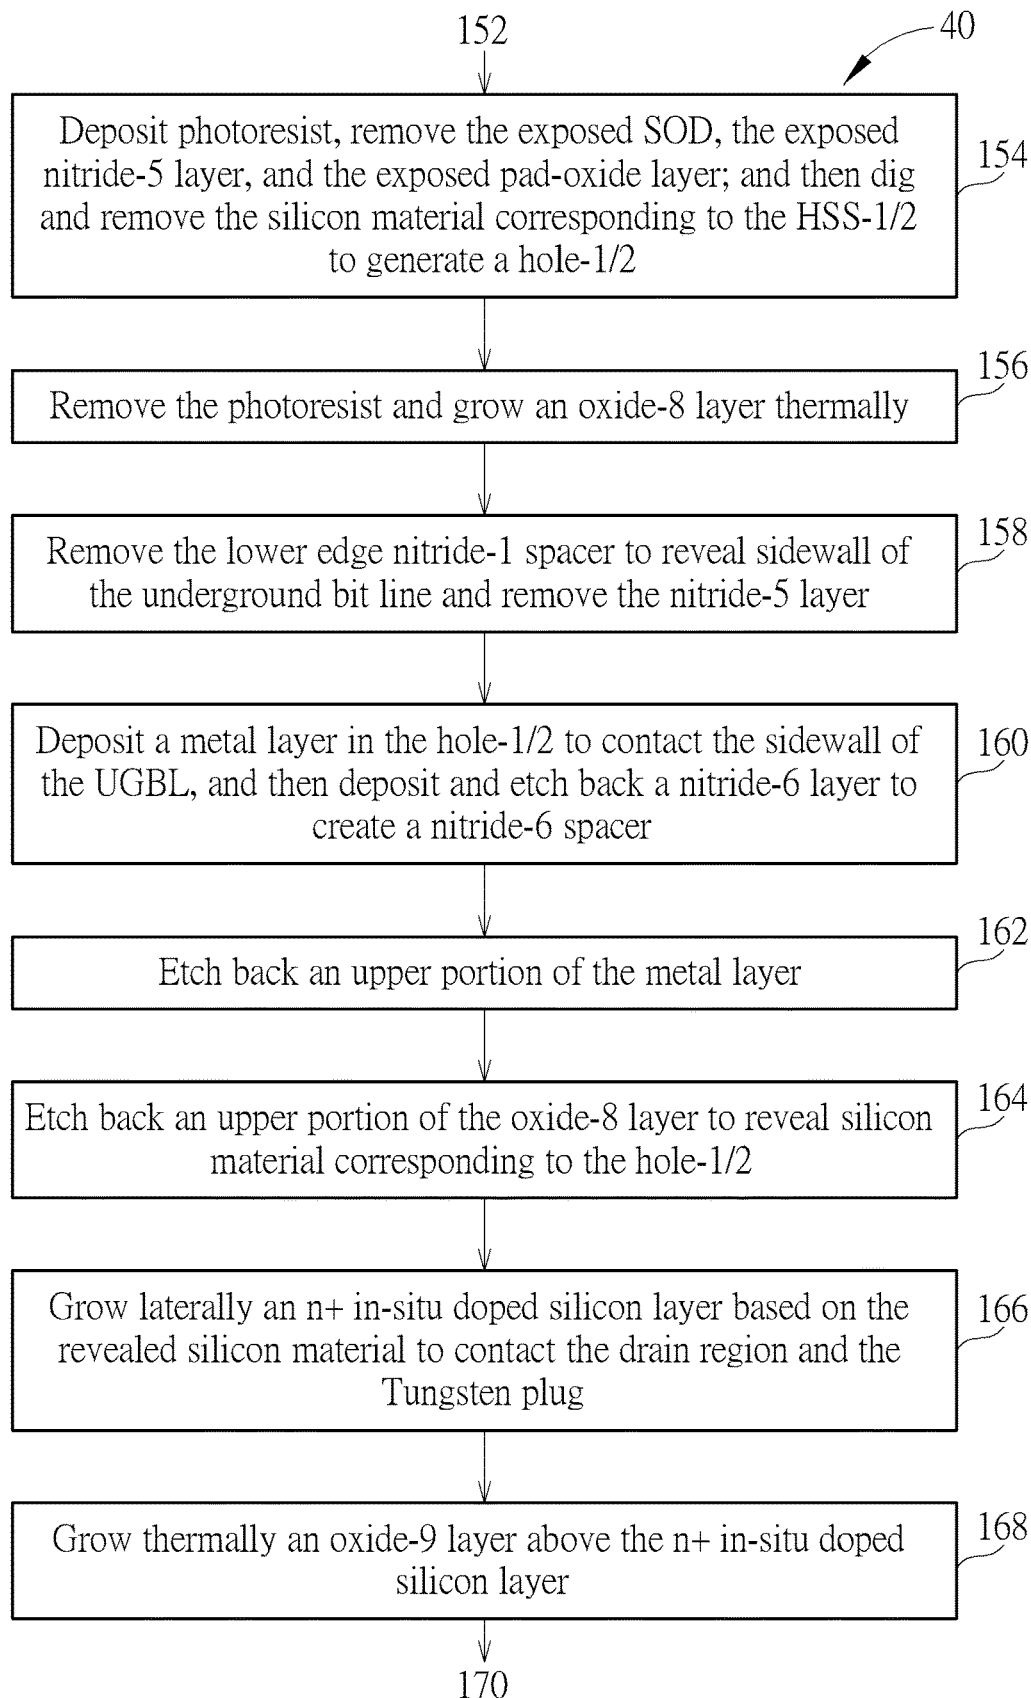 152
40
Deposit photoresist, remove the exposed SOD, the exposed
nitride-5 layer, and the exposed pad-oxide layer; and then dig
and remove the silicon material corresponding to the HSS-1/2
to generate a hole-1/2
154
156
Remove the photoresist and grow an oxide-8 layer thermally
158
Remove the lower edge nitride-1 spacer to reveal sidewall of
the underground bit line and remove the nitride-5 layer
Deposit a metal layer in the hole-1/2 to contact the sidewall of
the UGBL, and then deposit and etch back a nitride-6 layer to
create a nitride-6 spacer
160
162
Etch back an upper portion of the metal layer
164
Etch back an upper portion of the oxide-8 layer to reveal silicon
material corresponding to the hole-1/2
Grow laterally an n+ in-situ doped silicon layer based on the
revealed silicon material to contact the drain region and the
Tungsten plug
166
168
Grow thermally an oxide-9 layer above the n+ in-situ doped
silicon layer
170